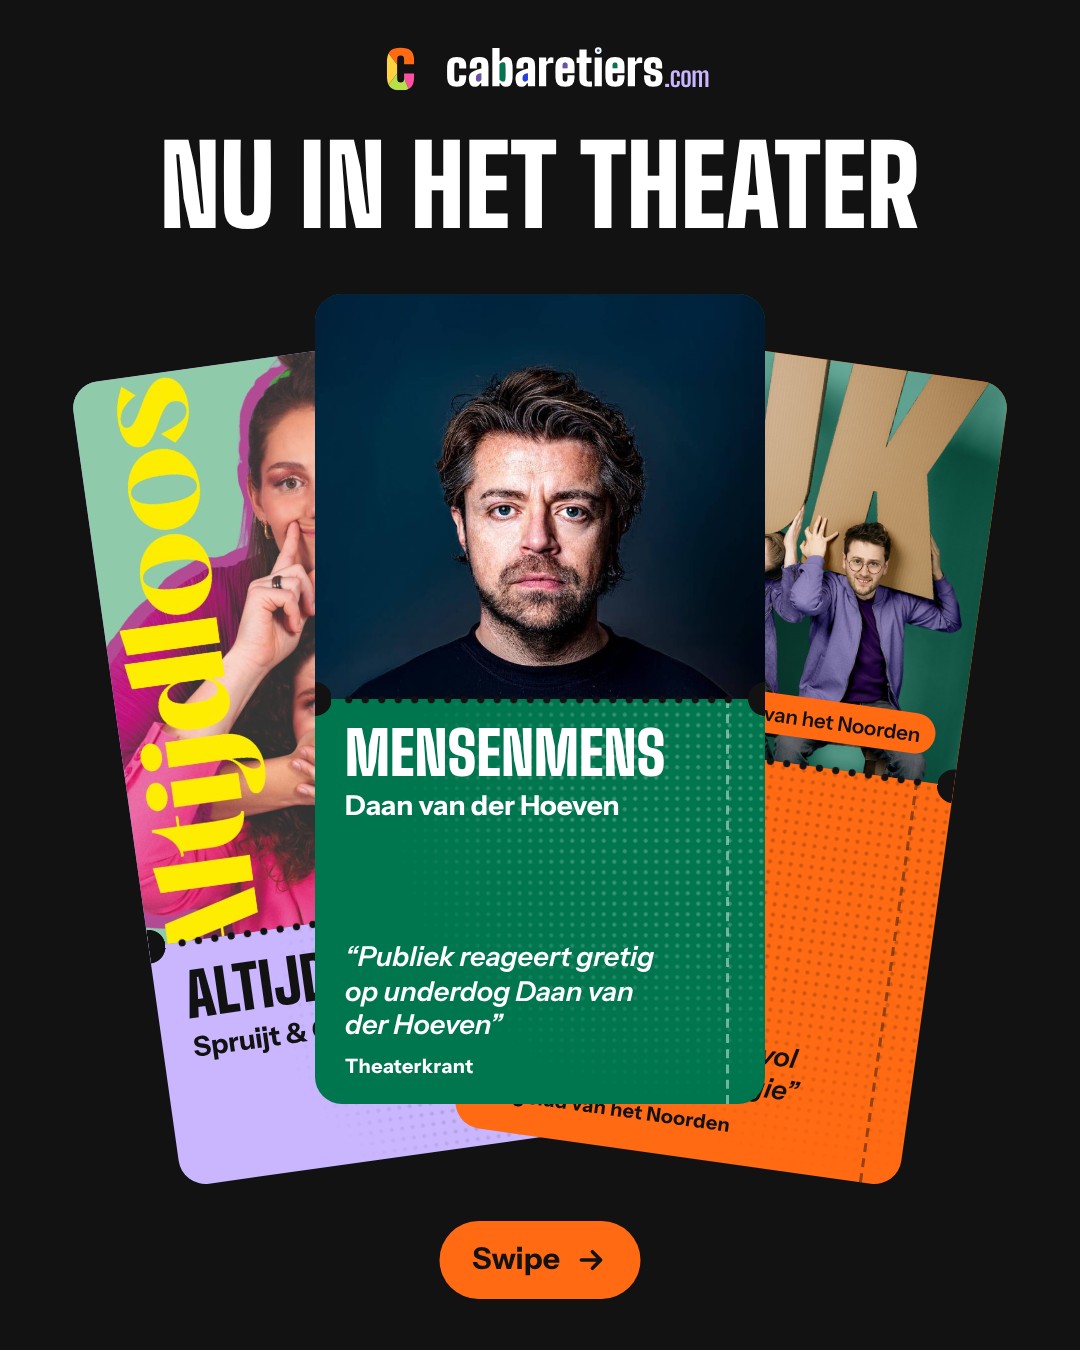 cabaretiers.com
NU IN HET THEATER
Altijdloos
ALTIJD
Spruijt &
MENSENMENS
Daan van der Hoeven
“Publiek reageert gretig
op underdog Daan van
der Hoeven”
Theaterkrant
K
van het Noorden
vol
gie”
van het Noorden
Swipe →